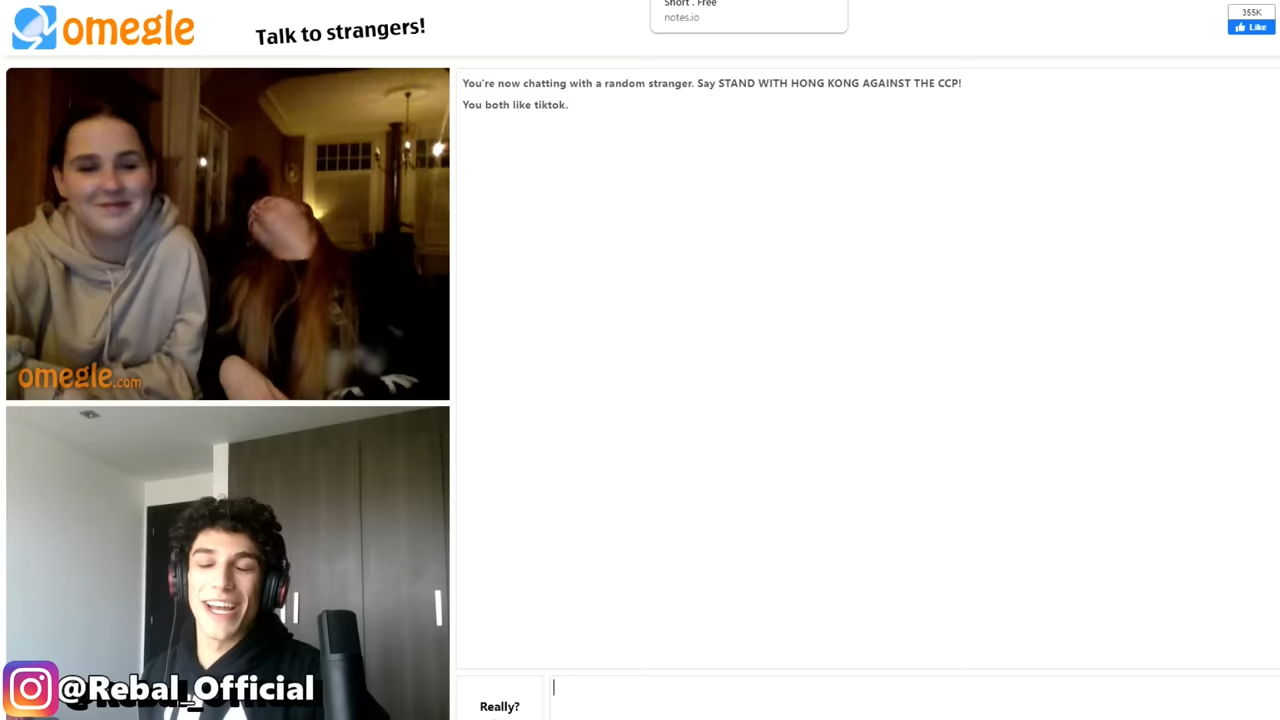 omegle
Talk to strangers!
Short . Free
notes.io
355K
Like
You're now chatting with a random stranger. Say STAND WITH HONG KONG AGAINST THE CCP!
You both like tiktok.
omegle.com
@Rebal_Official
Really?